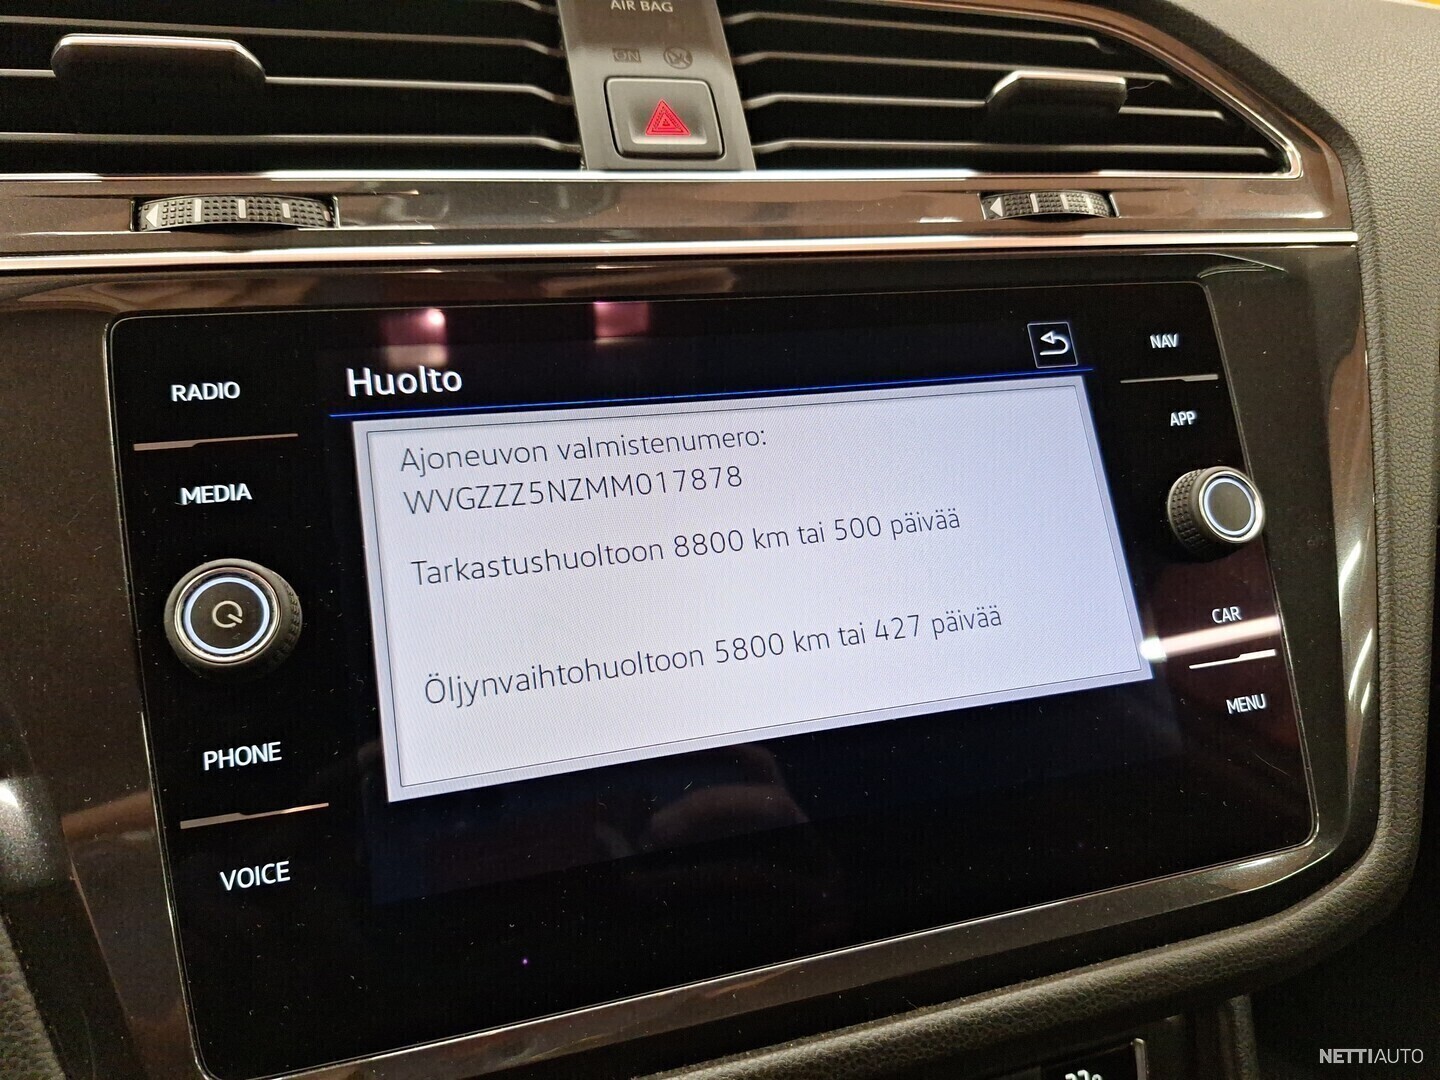 AIR BAG
ON
RADIO
MEDIA
PHONE
VOICE
Huolto
Ajoneuvon valmistenumero:
WVGZZZ5NZMM017878
Tarkastushuoltoon 8800 km tai 500 päivää
Öljynvaihtohuoltoon 5800 km tai 427 päivää
NAV
APP
CAR
MENU
NETTIAUTO